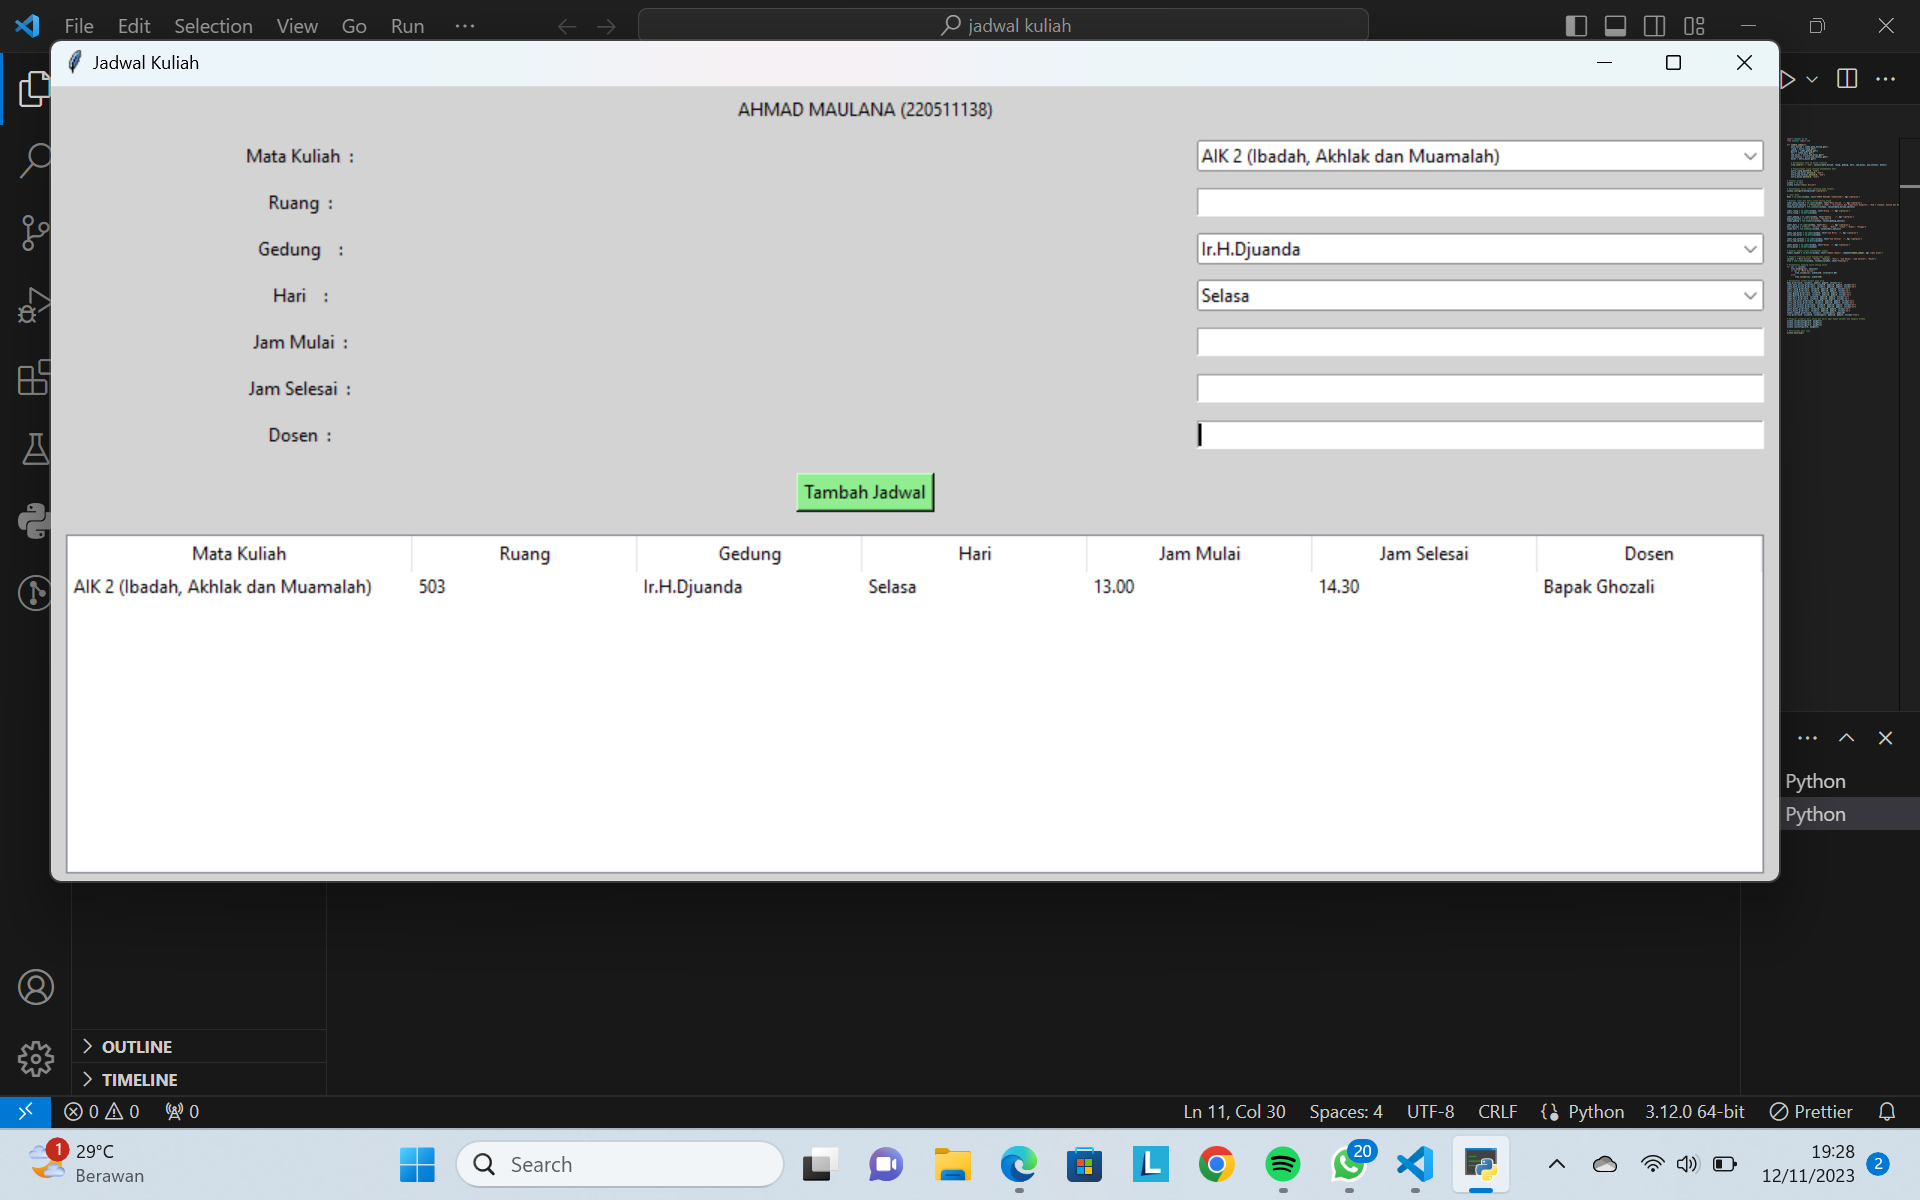 File Edit Selection View Go Run ··· jadwal kuliah
Jadwal Kuliah
AHMAD MAULANA (220511138)
Mata Kuliah : AIK 2 (Ibadah, Akhlak dan Muamalah)
Ruang :
Gedung : Ir.H.Djuanda
Hari : Selasa
Jam Mulai :
Jam Selesai :
Dosen :
Tambah Jadwal
Mata Kuliah Ruang Gedung Hari Jam Mulai Jam Selesai Dosen
AIK 2 (Ibadah, Akhlak dan Muamalah) 503 Ir.H.Djuanda Selasa 13.00 14.30 Bapak Ghozali
Python
Python
OUTLINE
TIMELINE
0 0 0 Ln 11, Col 30 Spaces: 4 UTF-8 CRLF Python 3.12.0 64-bit Prettier
1 29°C
Berawan
Search
20
19:28
12/11/2023
2